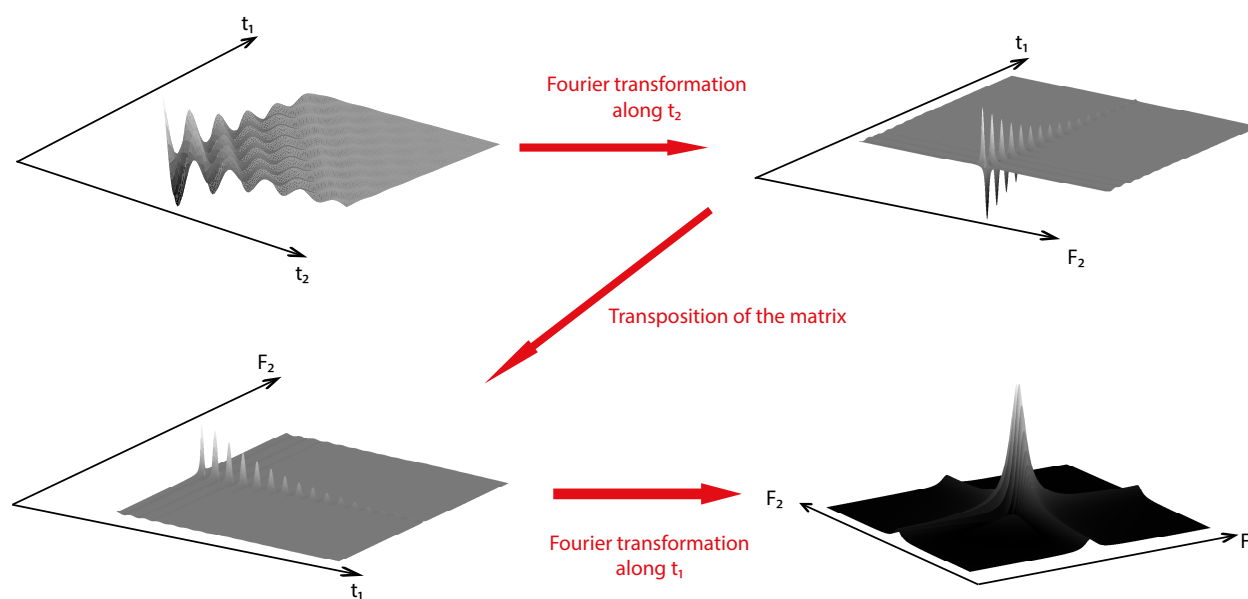 t₁
Fourier transformation
along t₂
t₂
t₁
F₂
Transposition of the matrix
F₂
t₁
Fourier transformation
along t₁
F₂
F